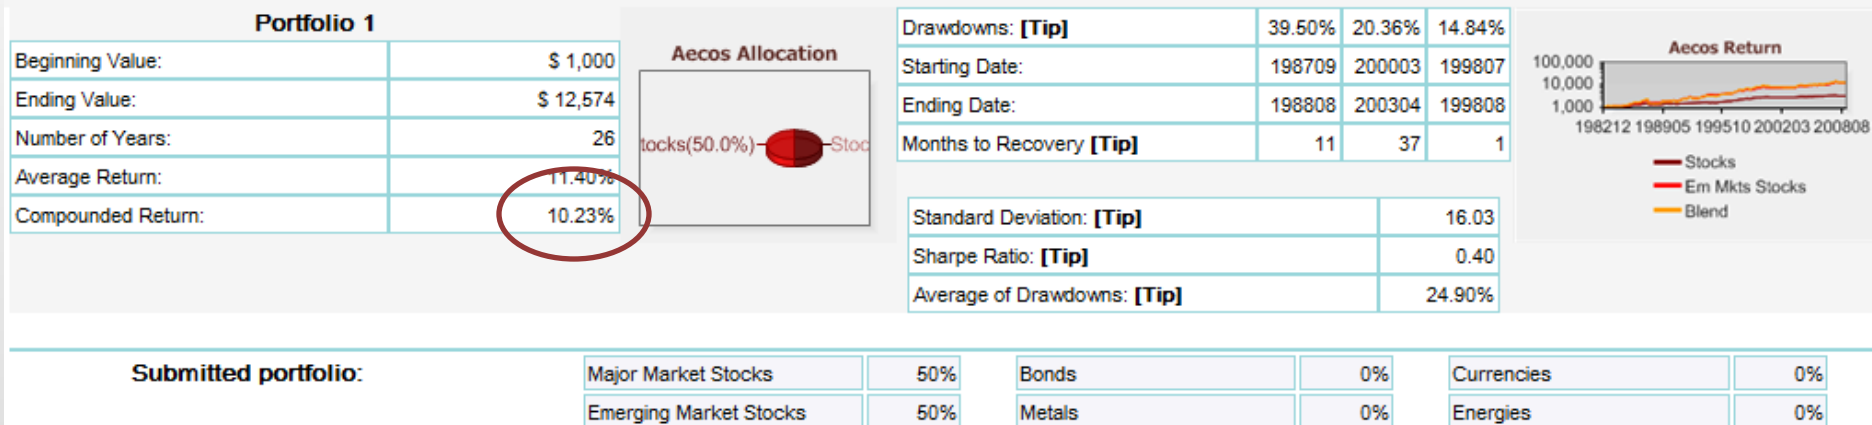 Portfolio 1
Beginning Value: $ 1,000
Ending Value: $ 12,574
Number of Years: 26
Average Return: 11.40%
Compounded Return: 10.23%
Aecos Allocation
tocks(50.0%) Stoc
Drawdowns: [Tip] 39.50% 20.36% 14.84%
Starting Date: 198709 200003 199807
Ending Date: 198808 200304 199808
Months to Recovery [Tip] 11 37 1
Standard Deviation: [Tip] 16.03
Sharpe Ratio: [Tip] 0.40
Average of Drawdowns: [Tip] 24.90%
Aecos Return
100,000
10,000
1,000
198212 198905 199510 200203 200808
Stocks
Em Mkts Stocks
Blend
Submitted portfolio:
Major Market Stocks 50% Bonds 0% Currencies 0%
Emerging Market Stocks 50% Metals 0% Energies 0%